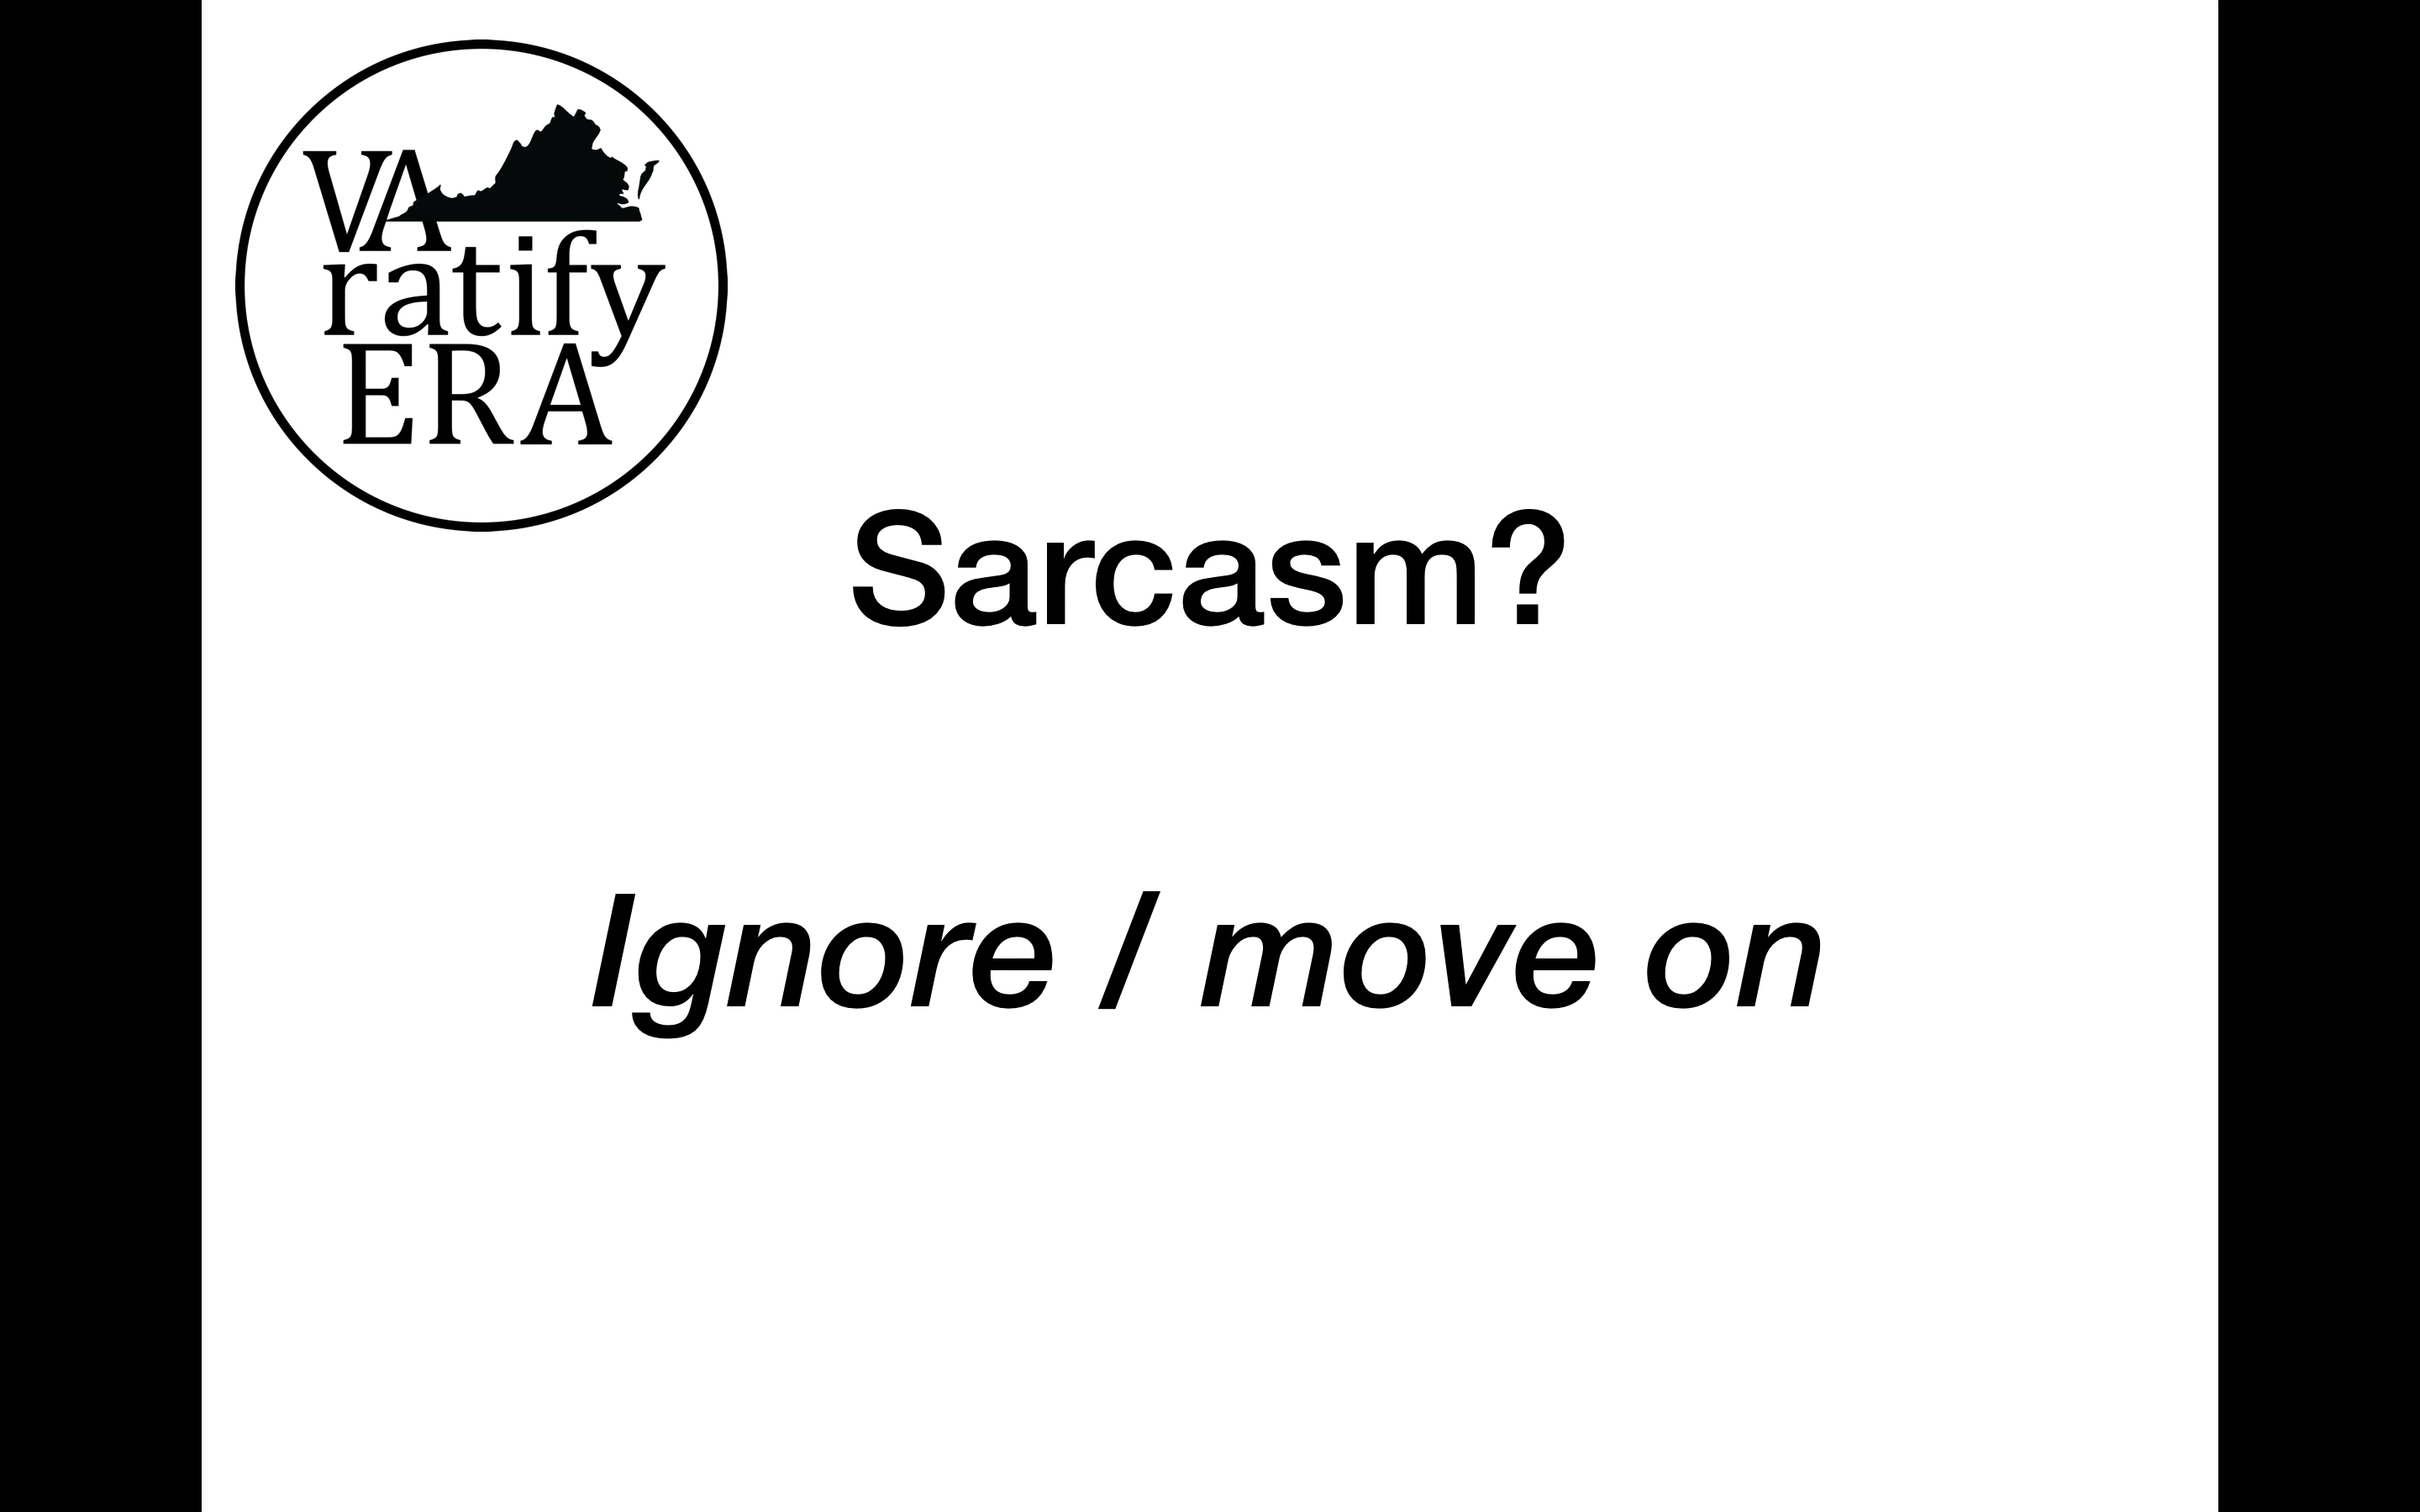 VA
ratify
ERA
Sarcasm?
Ignore / move on